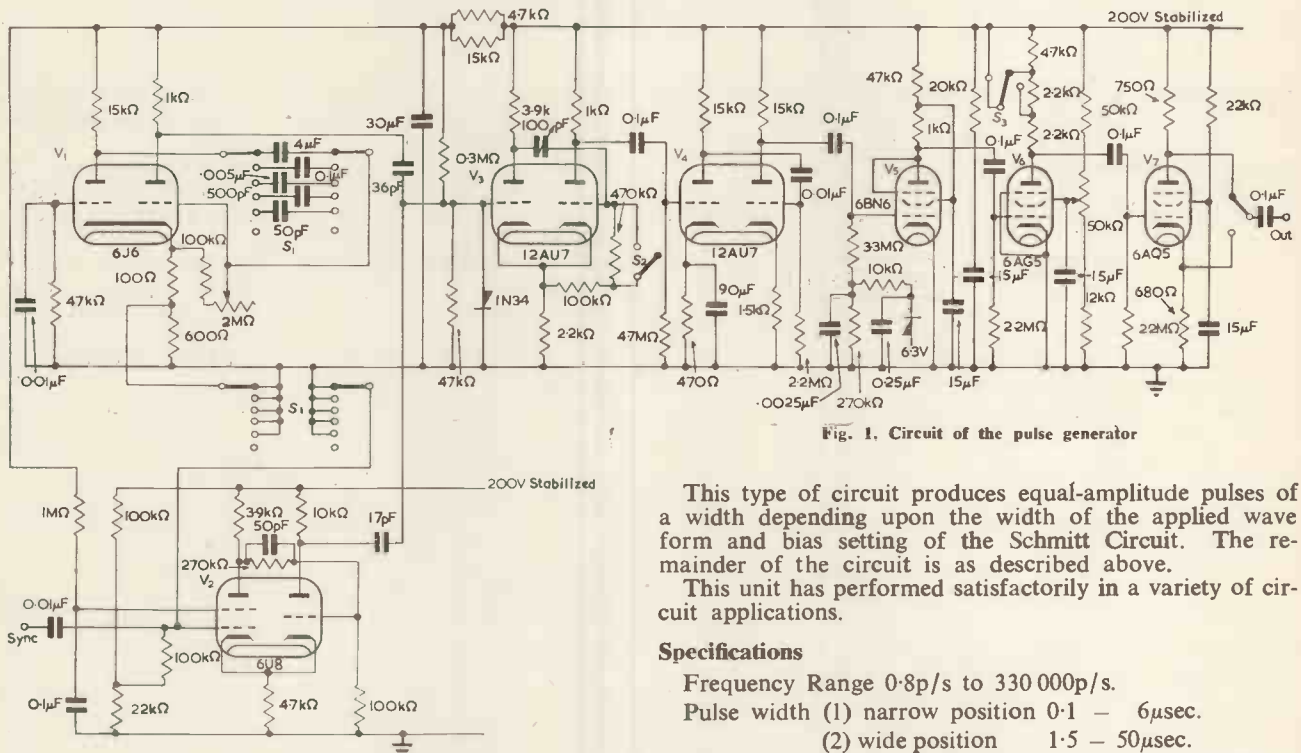 4·7kΩ
200V Stabilized
15kΩ
4·7kΩ
15kΩ
1kΩ
3·9k
1kΩ
15kΩ
15kΩ
47kΩ
20kΩ
2·2kΩ
750Ω
22kΩ
30μF
100pF
0·1μF
0·1μF
50kΩ
S3
V1
4μF
·005μF
0·1μF
500pF
50pF
S1
36pF
0·3MΩ
V3
470kΩ
V4
0·01μF
1kΩ
0·1μF
2·2kΩ
0·1μF
V7
V5
V6
6BN6
50kΩ
0·1μF
Out
6J6
12AU7
S2
12AU7
6AG5
6AQ5
100kΩ
100Ω
47kΩ
2MΩ
600Ω
1N34
100kΩ
2·2kΩ
90μF
1·5kΩ
3·3MΩ
10kΩ
15μF
15μF
12kΩ
680Ω
4·7MΩ
6·3V
2·2MΩ
2·2MΩ
15μF
0·01μF
47kΩ
470Ω
2·2MΩ
0·25μF
15μF
·0025μF
270kΩ
S1
Fig. 1. Circuit of the pulse generator
200V Stabilized
1MΩ
100kΩ
3·9kΩ
10kΩ
50pF
17pF
270kΩ
V2
0·01μF
Sync
100kΩ
6U8
0·1μF
22kΩ
4·7kΩ
100kΩ
This type of circuit produces equal-amplitude pulses of
a width depending upon the width of the applied wave
form and bias setting of the Schmitt Circuit. The re-
mainder of the circuit is as described above.
This unit has performed satisfactorily in a variety of cir-
cuit applications.
Specifications
Frequency Range 0·8p/s to 330 000p/s.
Pulse width (1) narrow position 0·1 – 6μsec.
(2) wide position 1·5 – 50μsec.